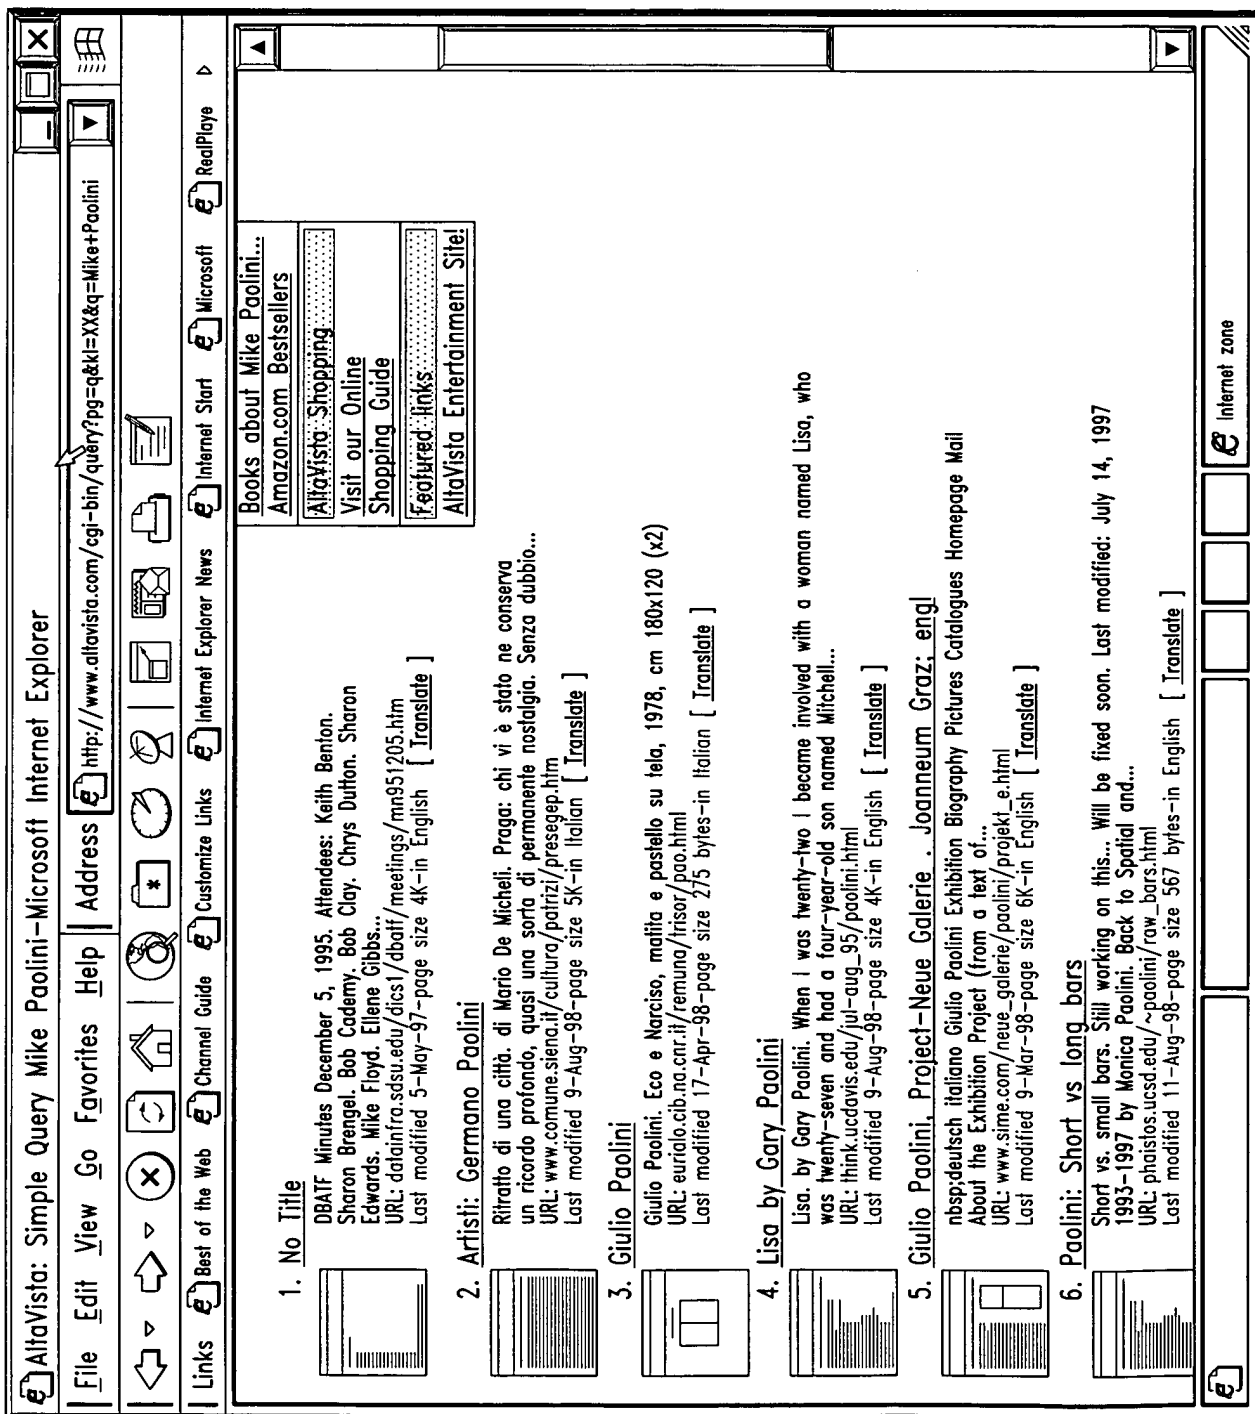 AltaVista: Simple Query Mike Paolini-Microsoft Internet Explorer
File Edit View Go Favorites Help Address http://www.altavista.com/cgi-bin/query?pg=q&kl=XX&q=Mike+Paolini
Links Best of the Web Channel Guide Customize Links Internet Explorer News Internet Start Microsoft RealPlaye
Books about Mike Paolini...
Amazon.com Bestsellers
AltaVista Shopping
Visit our Online
Shopping Guide
Featured links
AltaVista Entertainment Site!
1. No Title
DBATF Minutes December 5, 1995. Attendees: Keith Benton.
Sharon Brengel. Bob Cademy. Bob Clay. Chrys Dutton. Sharon
Edwards. Mike Floyd. Ellene Gibbs...
URL: datainfra.sdsu.edu/dics1/dbatf/meetings/mn951205.htm
Last modified 5-May-97-page size 4K-in English [ Translate ]
2. Artisti: Germano Paolini
Ritratto di una città. di Mario De Micheli. Praga: chi vi è stato ne conserva
un ricordo profondo, quasi una sorta di permanente nostalgia. Senza dubbio...
URL: www.comune.siena.it/cultura/patrizi/presegep.htm
Last modified 9-Aug-98-page size 5K-in Italian [ Translate ]
3. Giulio Paolini
Giulio Paolini. Eco e Narciso, matita e pastello su tela, 1978, cm 180x120 (x2)
URL: eurialo.cib.na.cnr.it/remuna/trisor/pao.html
Last modified 17-Apr-98-page size 275 bytes-in Italian [ Translate ]
4. Lisa by Gary Paolini
Lisa. by Gary Paolini. When I was twenty-two I became involved with a woman named Lisa, who
was twenty-seven and had a four-year-old son named Mitchell...
URL: think.ucdavis.edu/jul-aug_95/paolini.html
Last modified 9-Aug-98-page size 4K-in English [ Translate ]
5. Giulio Paolini, Project-Neue Galerie . Joanneum Graz; engl
nbsp;deutsch italiano Giulio Paolini Exhibition Biography Pictures Catalogues Homepage Mail
About the Exhibition Project (from a text of...
URL: www.sime.com/neue_galerie/paolini/projekt_e.html
Last modified 9-Mar-98-page size 6K-in English [ Translate ]
6. Paolini: Short vs long bars
Short vs. small bars. Still working on this... Will be fixed soon. Last modified: July 14, 1997
1993-1997 by Monica Paolini. Back to Spatial and...
URL: phaistos.ucsd.edu/~paolini/raw_bars.html
Last modified 11-Aug-98-page size 567 bytes-in English [ Translate ]
Internet zone